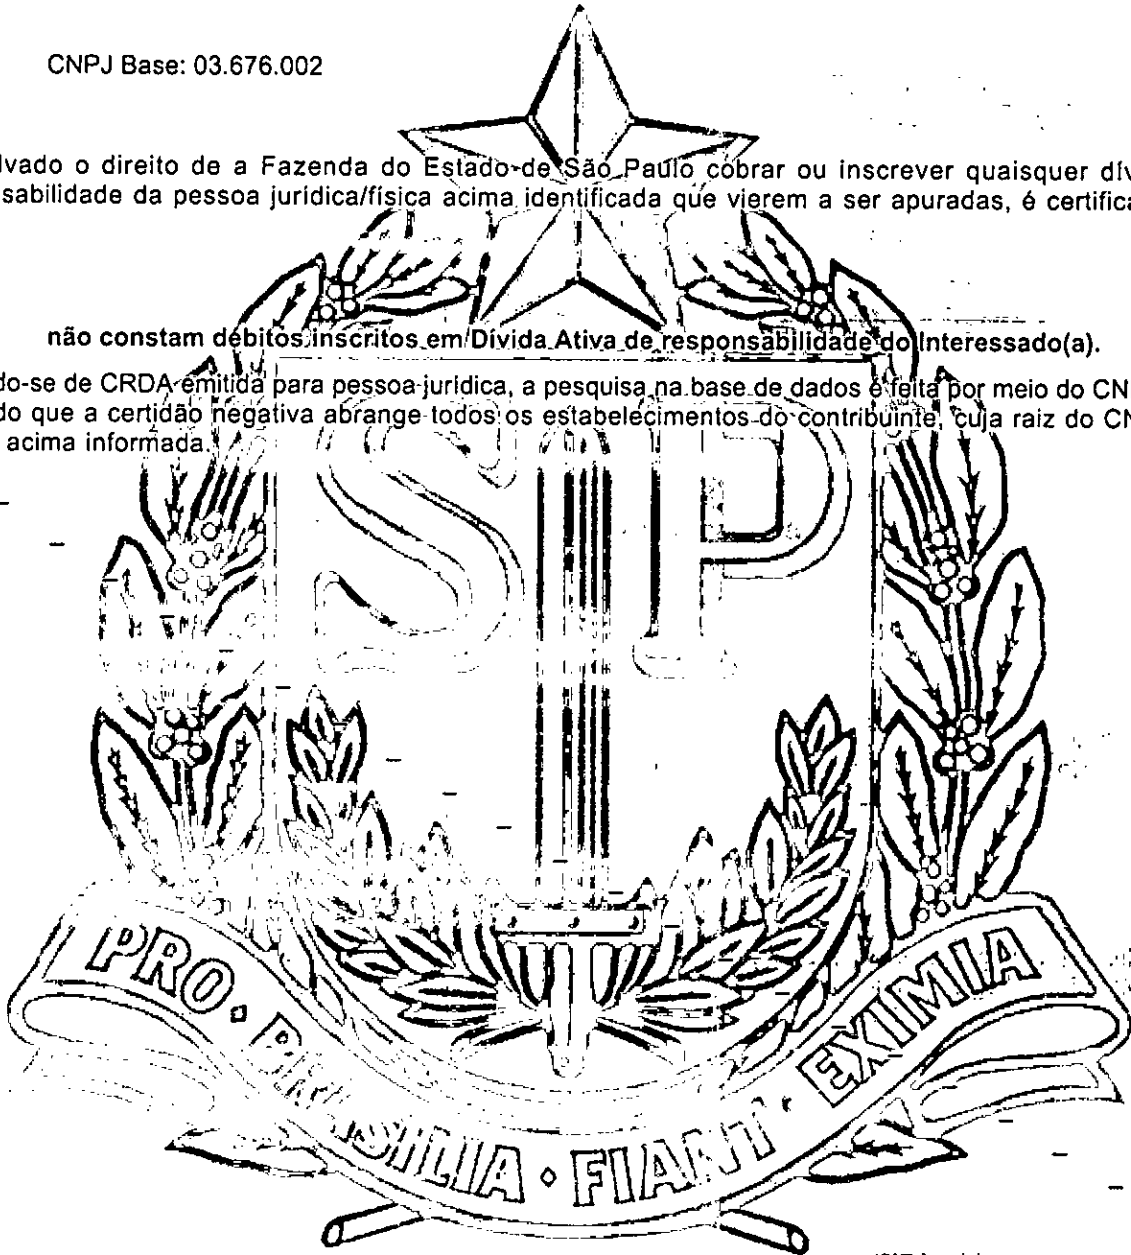 CNPJ Base: 03.676.002
lvado o direito de a Fazenda do Estado de São Paulo cobrar ou inscrever quaisquer dív
sabilidade da pessoa jurídica/física acima identificada que vierem a ser apuradas, é certifica
não constam débitos inscritos em Dívida Ativa de responsabilidade do Interessado(a).
do-se de CRDA emitida para pessoa jurídica, a pesquisa na base de dados é feita por meio do CN
do que a certidão negativa abrange todos os estabelecimentos do contribuinte, cuja raiz do CN
acima informada.
S P
PRO · BRASILIA · FIANT · EXIMIA